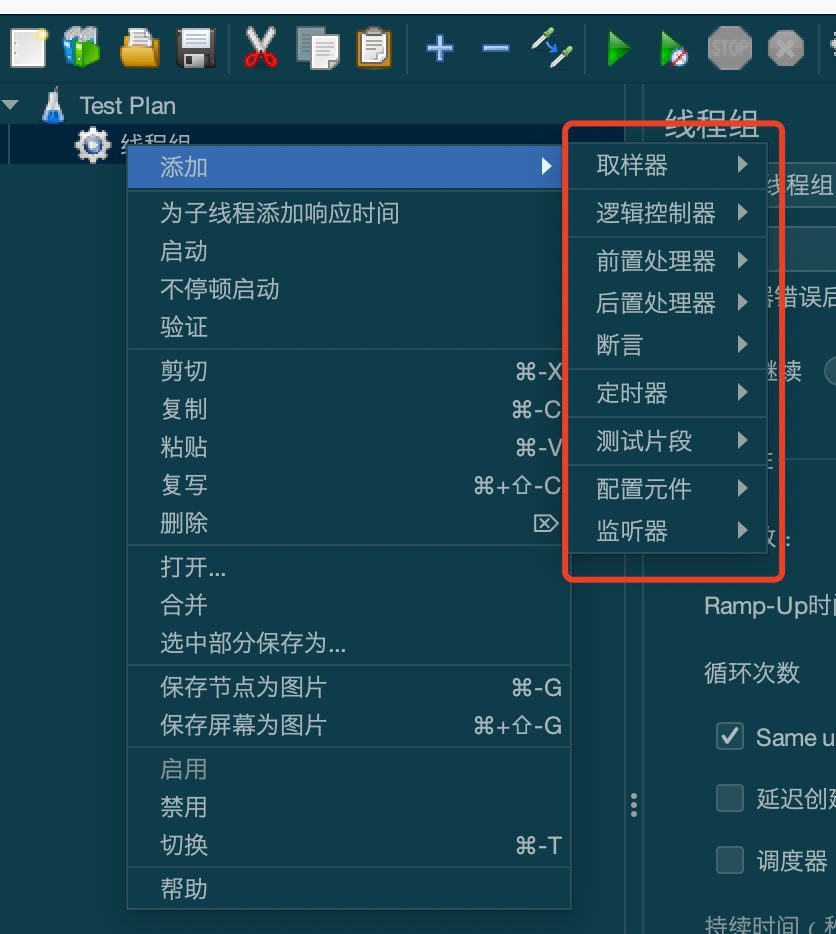 STOP
Test Plan
线程组
线程组
添加
为子线程添加响应时间
启动
不停顿启动
验证
剪切 ⌘-X
复制 ⌘-C
粘贴 ⌘-V
复写 ⌘+⇧-C
删除 ⌦
打开...
合并
选中部分保存为...
保存节点为图片 ⌘-G
保存屏幕为图片 ⌘+⇧-G
启用
禁用
切换 ⌘-T
帮助
取样器
逻辑控制器
前置处理器
后置处理器
断言
定时器
测试片段
配置元件
监听器
线程组
错误后
继续
Ramp-Up时
循环次数
Same u
延迟创
调度器
持续时间（